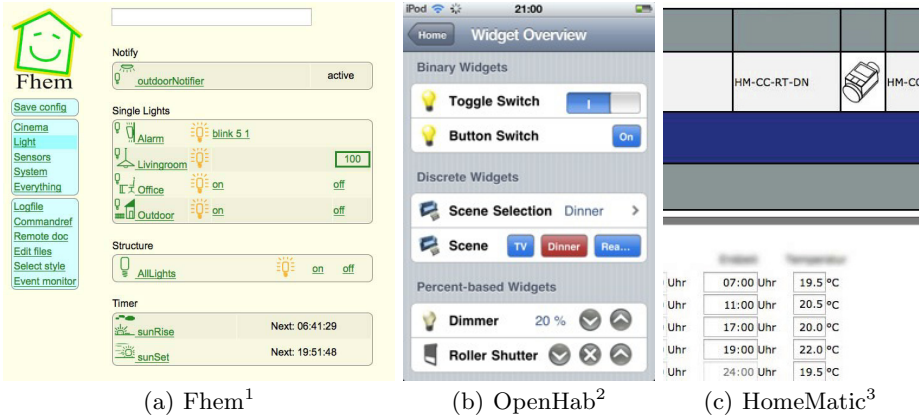 Fhem
Save config
Cinema
Light
Sensors
System
Everything
Logfile
Commandref
Remote doc
Edit files
Select style
Event monitor
Notify
outdoorNotifier active
Single Lights
Alarm blink 5 1
Livingroom 100
Office on off
Outdoor on off
Structure
AllLights on off
Timer
sunRise Next: 06:41:29
sunSet Next: 19:51:48
iPod 21:00
Home Widget Overview
Binary Widgets
Toggle Switch I
Button Switch On
Discrete Widgets
Scene Selection Dinner
Scene TV Dinner Rea...
Percent-based Widgets
Dimmer 20 %
Roller Shutter
HM-CC-RT-DN HM-CC
Uhr 07:00 Uhr 19.5 °C
Uhr 11:00 Uhr 20.5 °C
Uhr 17:00 Uhr 20.0 °C
Uhr 19:00 Uhr 22.0 °C
Uhr 24:00 Uhr 19.5 °C
(a) Fhem1
(b) OpenHab2
(c) HomeMatic3